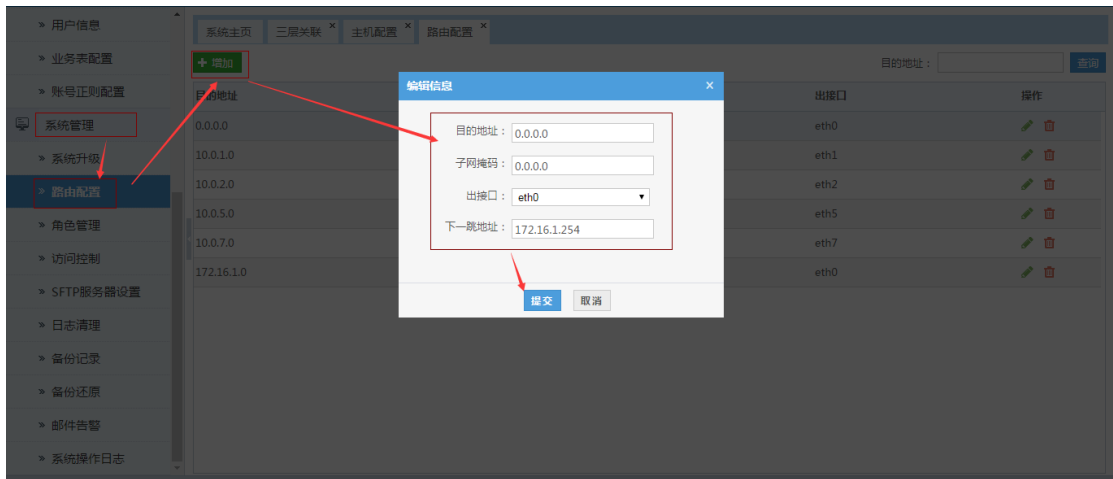 用户信息
业务表配置
账号正则配置
系统管理
系统升级
路由配置
角色管理
访问控制
SFTP服务器设置
日志清理
备份记录
备份还原
邮件告警
系统操作日志
系统主页 三层关联 × 主机配置 × 路由配置 ×
+ 增加 目的地址： 查询
目的地址 出接口 操作
0.0.0.0 eth0
10.0.1.0 eth1
10.0.2.0 eth2
10.0.5.0 eth5
10.0.7.0 eth7
172.16.1.0 eth0
编辑信息 ×
目的地址： 0.0.0.0
子网掩码： 0.0.0.0
出接口： eth0
下一跳地址： 172.16.1.254
提交 取消